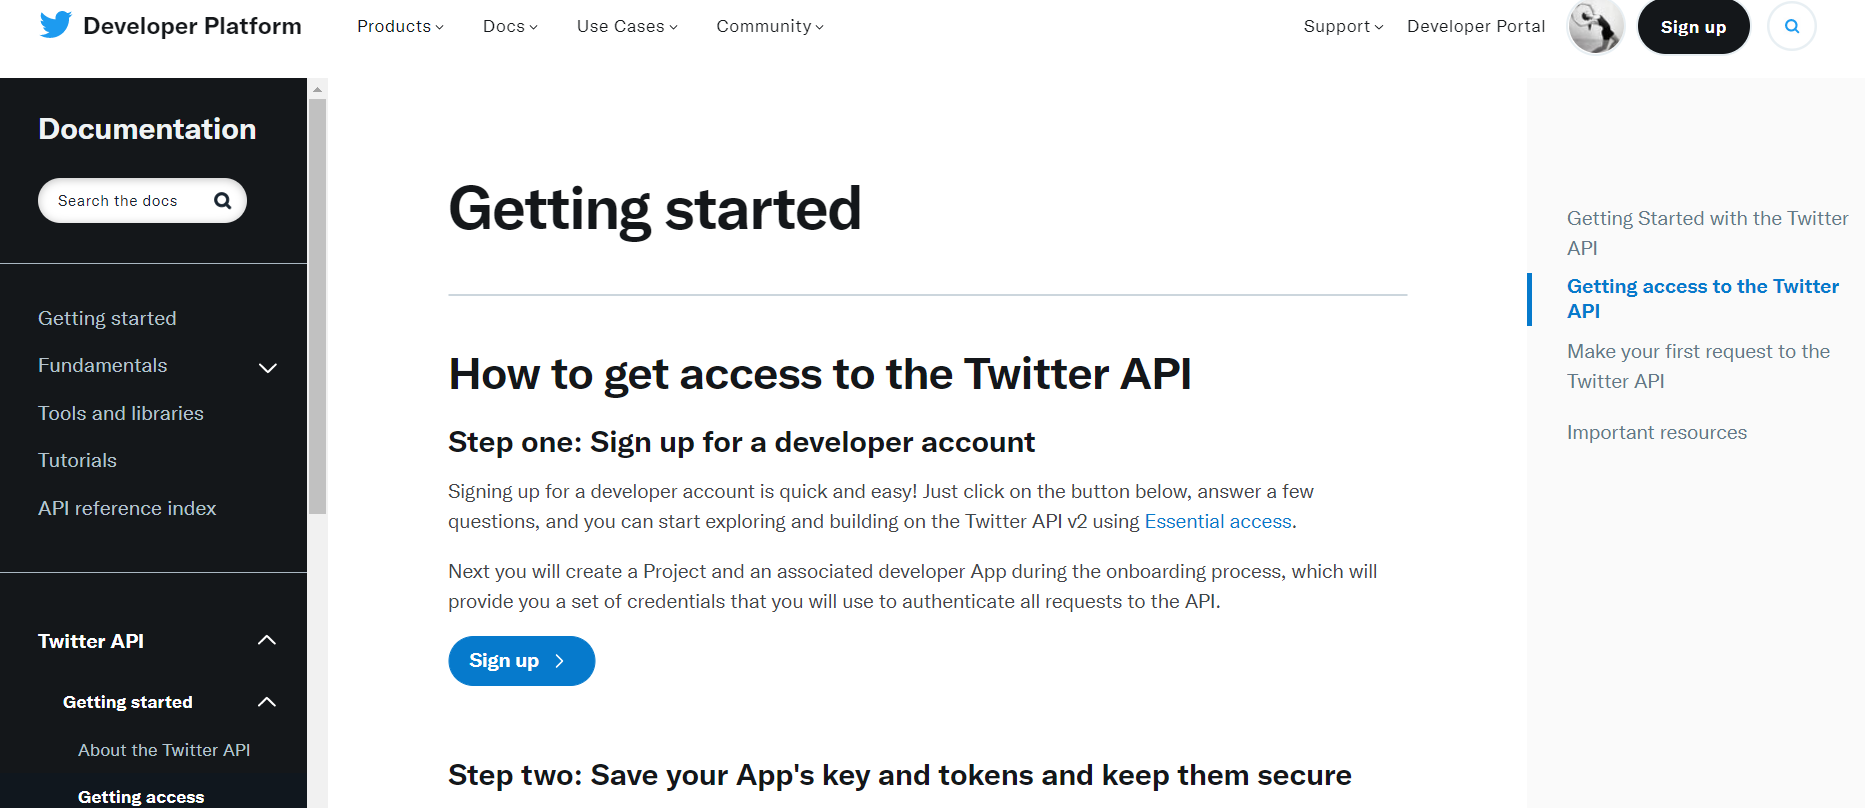 Developer Platform
Products
Docs
Use Cases
Community
Support
Developer Portal
Sign up
Documentation
Search the docs
Getting started
Fundamentals
Tools and libraries
Tutorials
API reference index
Twitter API
Getting started
About the Twitter API
Getting access
Getting started
How to get access to the Twitter API
Step one: Sign up for a developer account
Signing up for a developer account is quick and easy! Just click on the button below, answer a few
questions, and you can start exploring and building on the Twitter API v2 using Essential access.
Next you will create a Project and an associated developer App during the onboarding process, which will
provide you a set of credentials that you will use to authenticate all requests to the API.
Sign up
Step two: Save your App's key and tokens and keep them secure
Getting Started with the Twitter
API
Getting access to the Twitter
API
Make your first request to the
Twitter API
Important resources